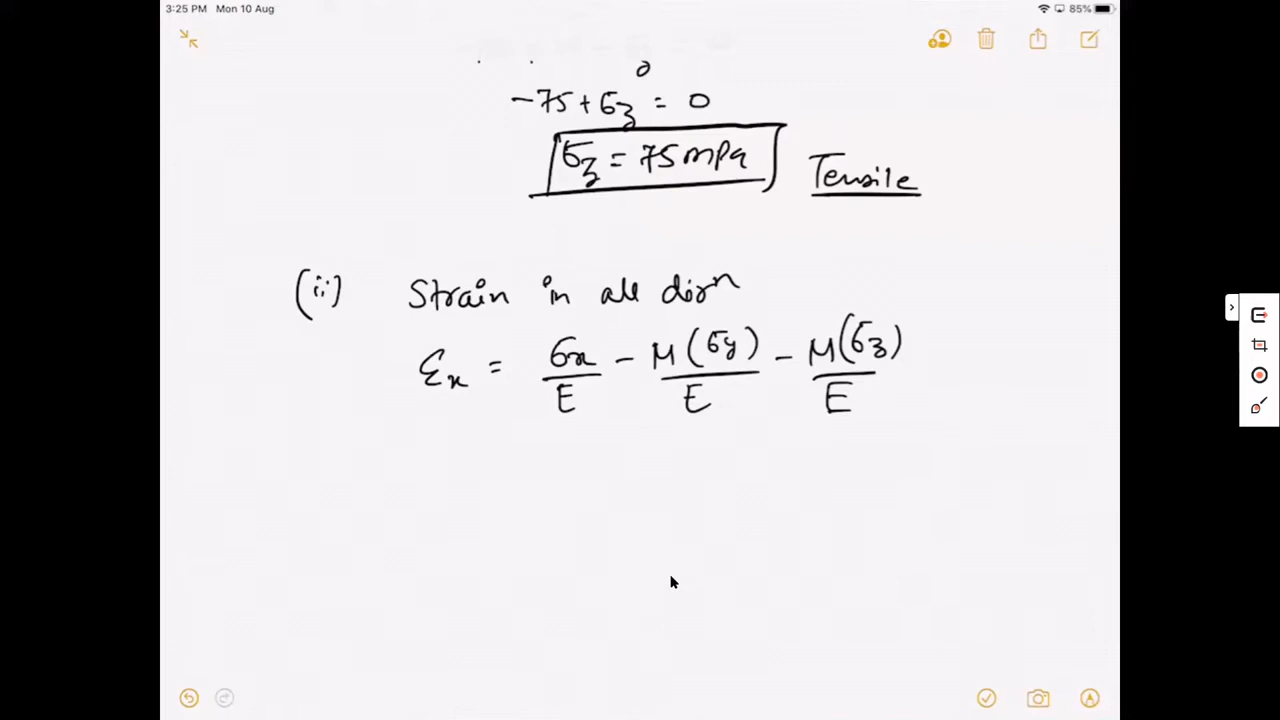 3:25 PM Mon 10 Aug
85%
-75 + σz = 0
σz = 75 mpa
Tensile
(ii) Strain in all dirn
εx = σx/E - μ(σy)/E - μ(σz)/E